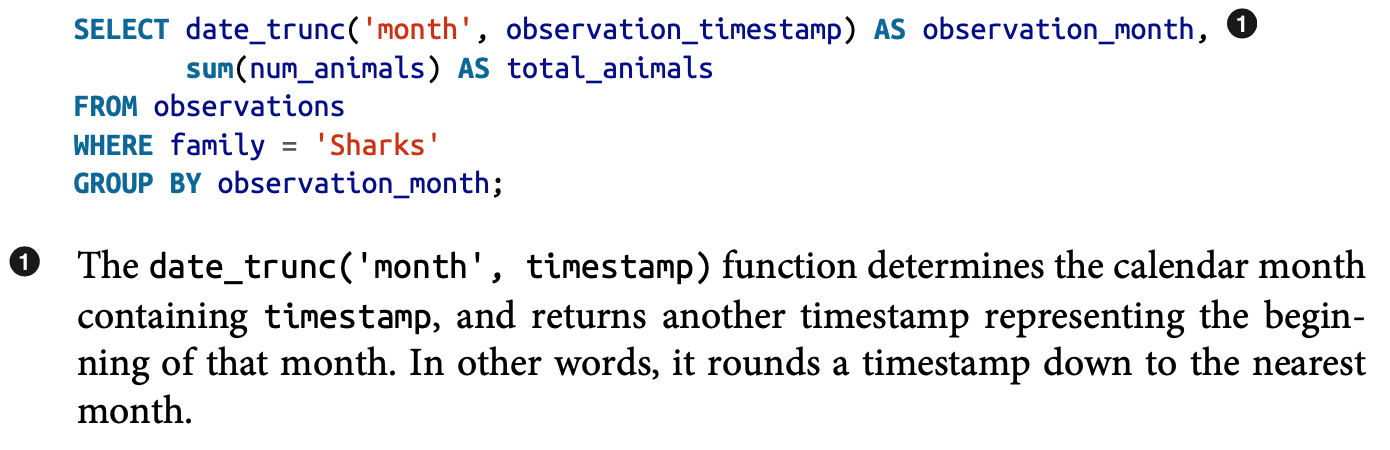 SELECT date_trunc('month', observation_timestamp) AS observation_month, ❶
       sum(num_animals) AS total_animals
FROM observations
WHERE family = 'Sharks'
GROUP BY observation_month;
❶ The date_trunc('month', timestamp) function determines the calendar month
containing timestamp, and returns another timestamp representing the begin-
ning of that month. In other words, it rounds a timestamp down to the nearest
month.